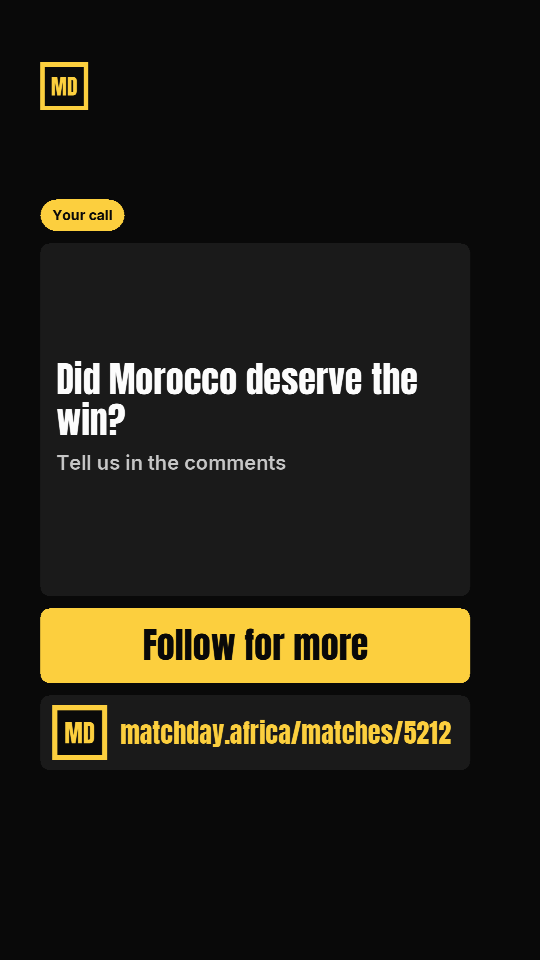 MD
Your call
Did Morocco deserve the
win?
Tell us in the comments
Follow for more
MD matchday.africa/matches/5212